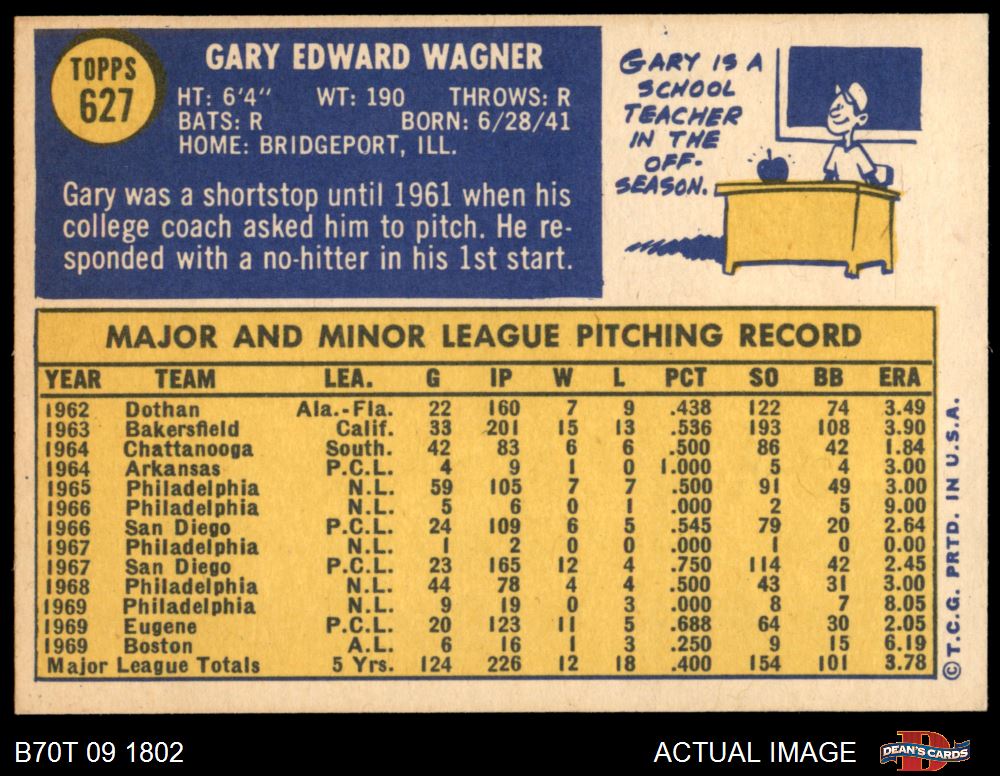 TOPPS
627
GARY EDWARD WAGNER
HT: 6'4" WT: 190 THROWS: R
BATS: R BORN: 6/28/41
HOME: BRIDGEPORT, ILL.
Gary was a shortstop until 1961 when his
college coach asked him to pitch. He re-
sponded with a no-hitter in his 1st start.
GARY IS A
SCHOOL
TEACHER
IN THE
OFF-
SEASON.
MAJOR AND MINOR LEAGUE PITCHING RECORD
YEAR TEAM LEA. G IP W L PCT SO BB ERA
1962 Dothan Ala.-Fla. 22 160 7 9 .438 122 74 3.49
1963 Bakersfield Calif. 33 201 15 13 .536 193 108 3.90
1964 Chattanooga South. 42 83 6 6 .500 86 42 1.84
1964 Arkansas P.C.L. 4 9 1 0 1.000 5 4 3.00
1965 Philadelphia N.L. 59 105 7 7 .500 91 49 3.00
1966 Philadelphia N.L. 5 6 0 1 .000 2 5 9.00
1966 San Diego P.C.L. 24 109 6 5 .545 79 20 2.64
1967 Philadelphia N.L. 1 2 0 0 .000 1 0 0.00
1967 San Diego P.C.L. 23 165 12 4 .750 114 42 2.45
1968 Philadelphia N.L. 44 78 4 4 .500 43 31 3.00
1969 Philadelphia N.L. 9 19 0 3 .000 8 7 8.05
1969 Eugene P.C.L. 20 123 11 5 .688 64 30 2.05
1969 Boston A.L. 6 16 1 3 .250 9 15 6.19
Major League Totals 5 Yrs. 124 226 12 18 .400 154 101 3.78
© T.C.G. PRTD. IN U.S.A.
B70T 09 1802
ACTUAL IMAGE
D
DEAN'S CARDS